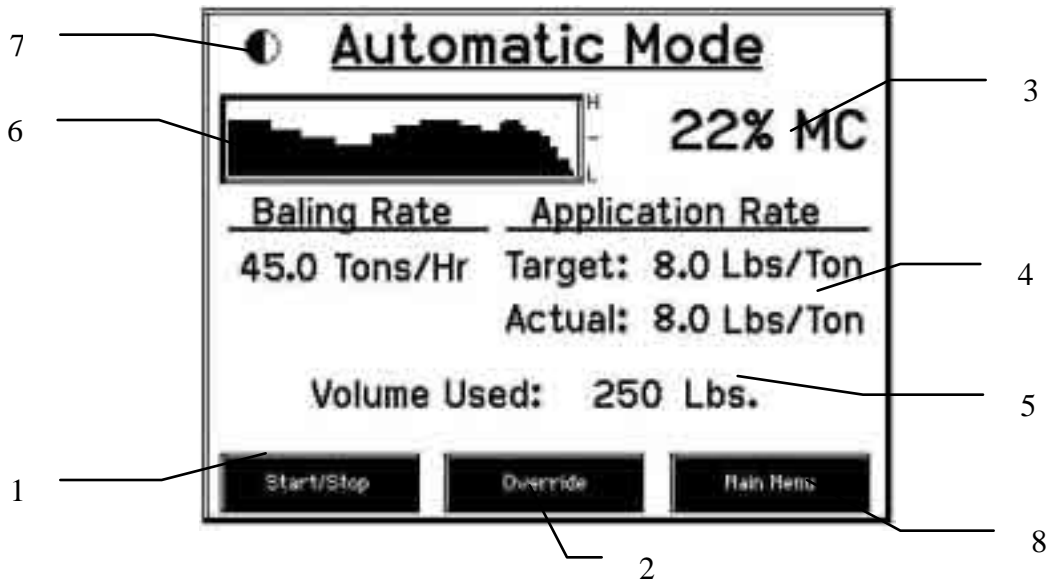 7
Automatic Mode
H
–
L
22% MC
3
6
Baling Rate
Application Rate
45.0 Tons/Hr
Target: 8.0 Lbs/Ton
4
Actual: 8.0 Lbs/Ton
Volume Used: 250 Lbs.
5
1
Start/Stop
Override
Main Menu
8
2